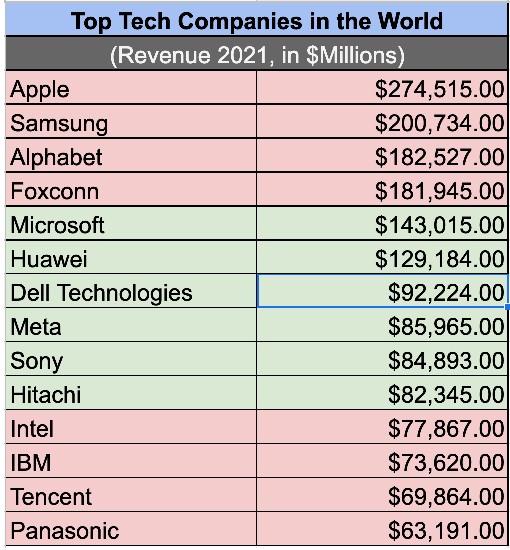 Top Tech Companies in the World
(Revenue 2021, in $Millions)
Apple $274,515.00
Samsung $200,734.00
Alphabet $182,527.00
Foxconn $181,945.00
Microsoft $143,015.00
Huawei $129,184.00
Dell Technologies $92,224.00
Meta $85,965.00
Sony $84,893.00
Hitachi $82,345.00
Intel $77,867.00
IBM $73,620.00
Tencent $69,864.00
Panasonic $63,191.00